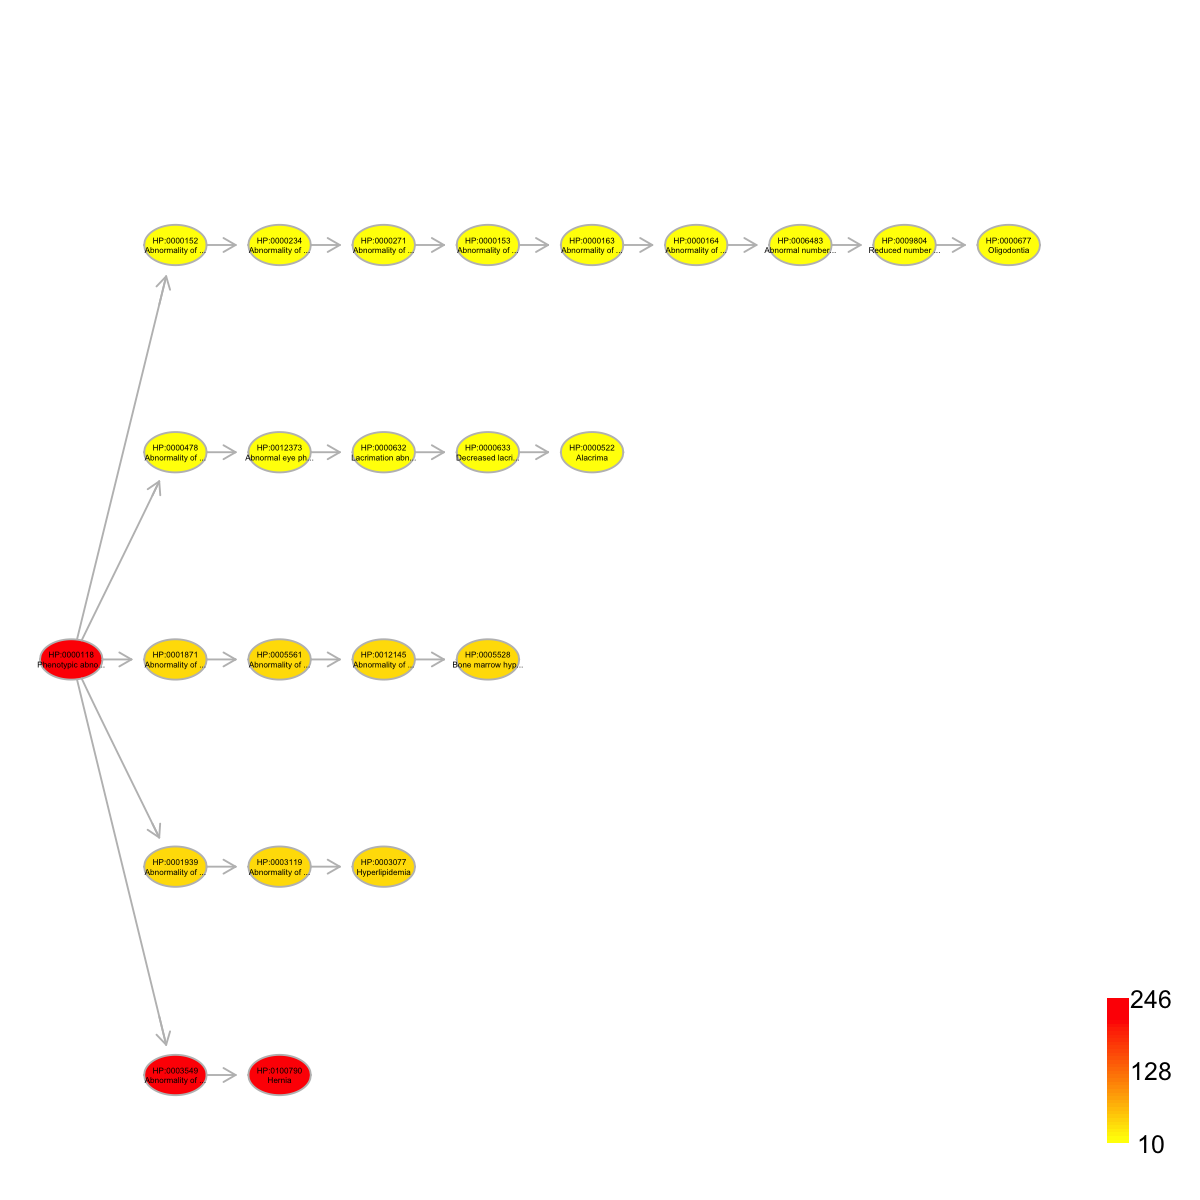 HP:0000152
Abnormality of ...
HP:0000234
Abnormality of ...
HP:0000271
Abnormality of ...
HP:0000153
Abnormality of ...
HP:0000163
Abnormality of ...
HP:0000164
Abnormality of ...
HP:0006483
Abnormal number...
HP:0009804
Reduced number ...
HP:0000677
Oligodontia
HP:0000478
Abnormality of ...
HP:0012373
Abnormal eye ph...
HP:0000632
Lacrimation abn...
HP:0000633
Decreased lacri...
HP:0000522
Alacrima
HP:0000118
Phenotypic abno...
HP:0001871
Abnormality of ...
HP:0005561
Abnormality of ...
HP:0012145
Abnormality of ...
HP:0005528
Bone marrow hyp...
HP:0001939
Abnormality of ...
HP:0003119
Abnormality of ...
HP:0003077
Hyperlipidemia
HP:0003549
Abnormality of ...
HP:0100790
Hernia
246
128
10